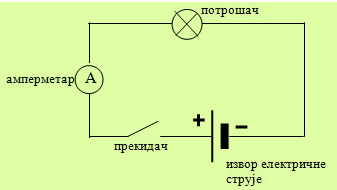 потрошач
амперметар
A
прекидач
+
−
извор електричне
струје